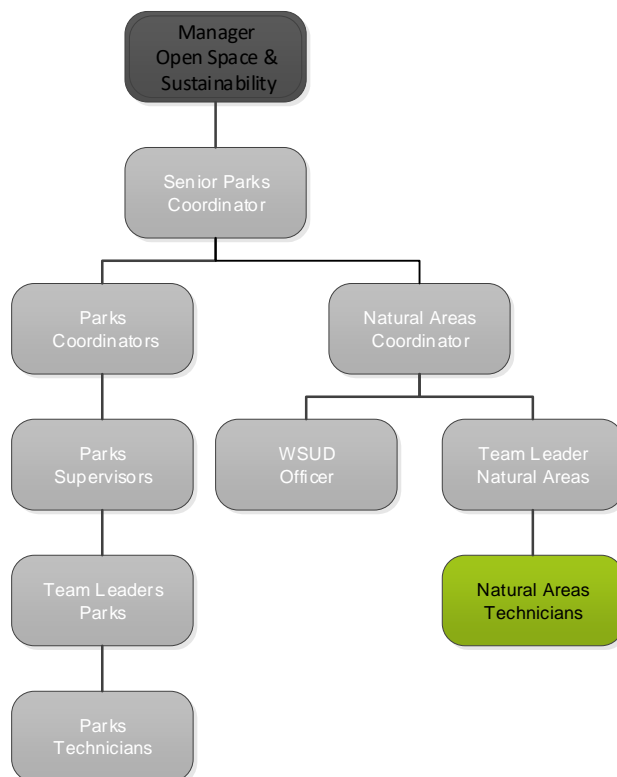 Manager
Open Space &
Sustainability
Senior Parks
Coordinator
Parks
Coordinators
Natural Areas
Coordinator
Parks
Supervisors
WSUD
Officer
Team Leader
Natural Areas
Team Leaders
Parks
Natural Areas
Technicians
Parks
Technicians